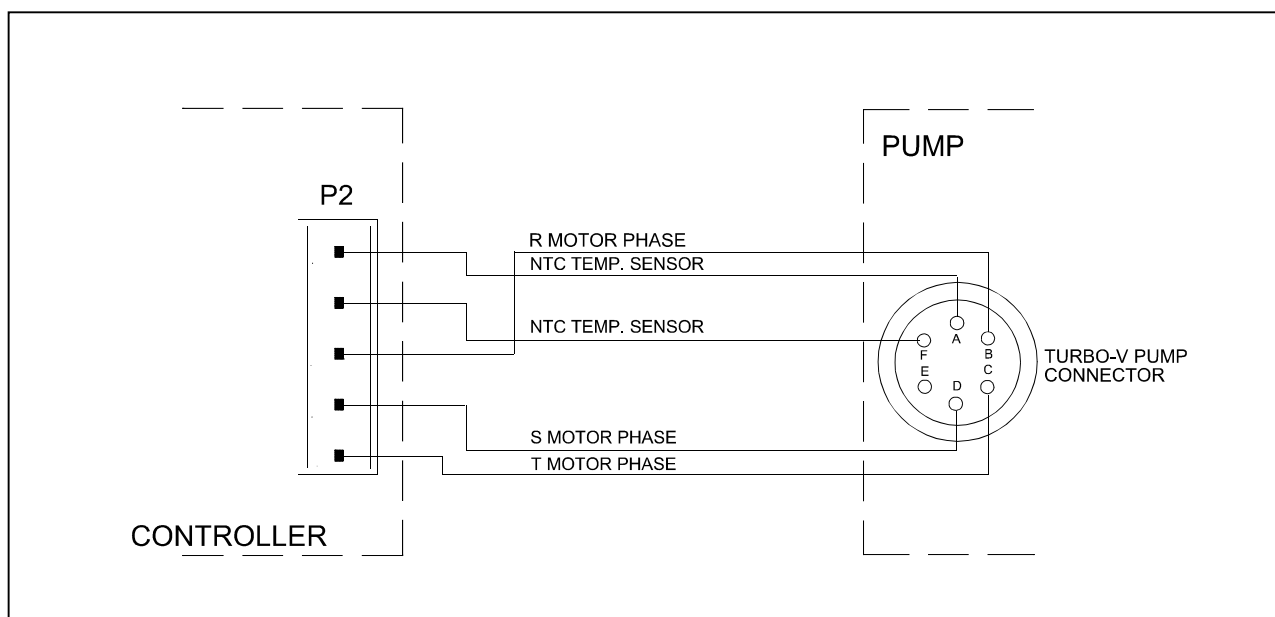 PUMP
P2
R MOTOR PHASE
NTC TEMP. SENSOR
NTC TEMP. SENSOR
A
B
F
C
E
D
TURBO-V PUMP
CONNECTOR
S MOTOR PHASE
T MOTOR PHASE
CONTROLLER